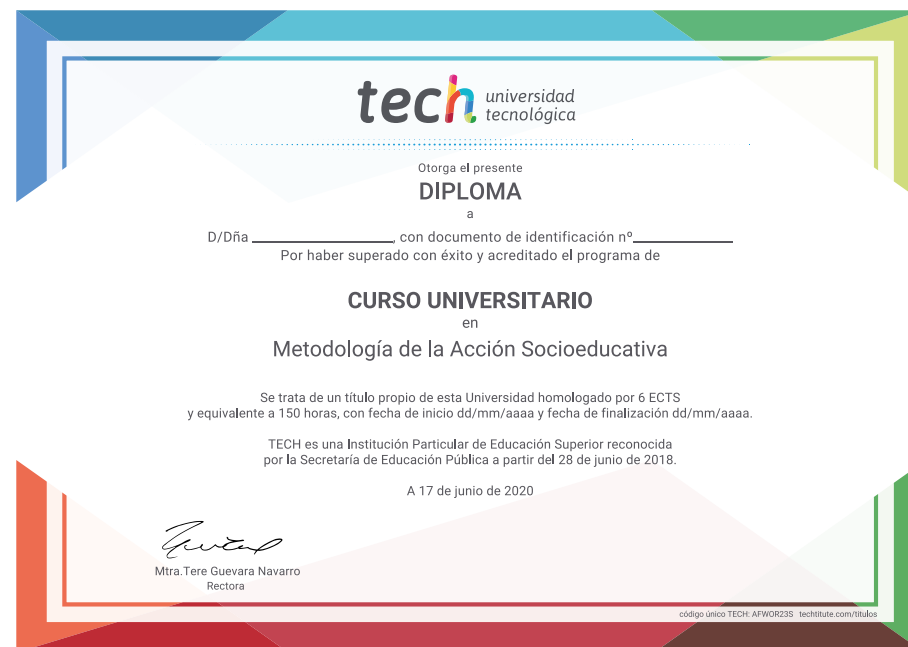 tech universidad
tecnológica
Otorga el presente
DIPLOMA
a
D/Dña ____________________, con documento de identificación nº______________
Por haber superado con éxito y acreditado el programa de
CURSO UNIVERSITARIO
en
Metodología de la Acción Socioeducativa
Se trata de un título propio de esta Universidad homologado por 6 ECTS
y equivalente a 150 horas, con fecha de inicio dd/mm/aaaa y fecha de finalización dd/mm/aaaa.
TECH es una Institución Particular de Educación Superior reconocida
por la Secretaría de Educación Pública a partir del 28 de junio de 2018.
A 17 de junio de 2020
Mtra.Tere Guevara Navarro
Rectora
código único TECH: AFWOR23S techtitute.com/titulos